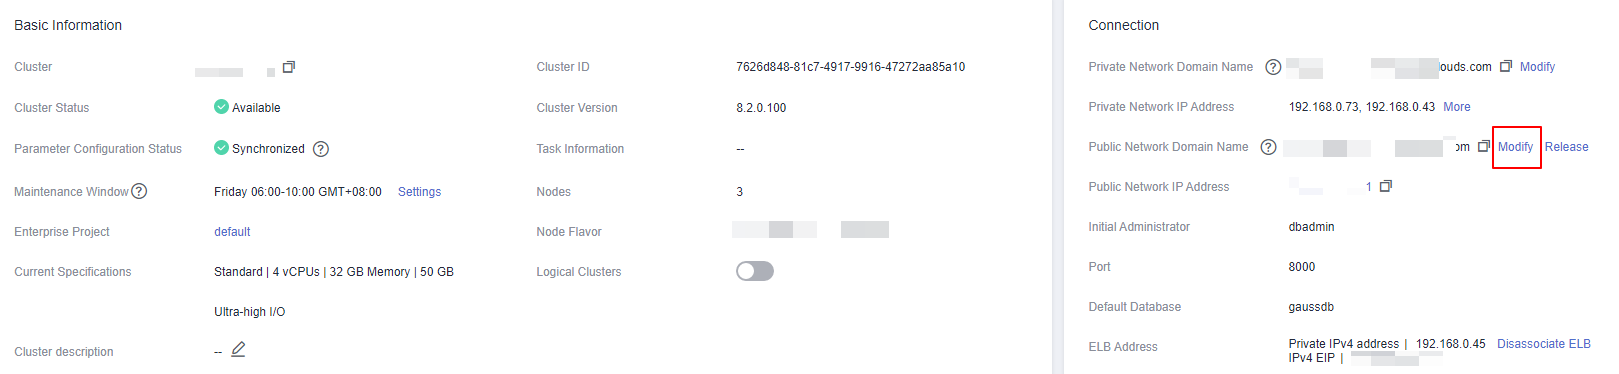 Basic Information
Cluster
Cluster ID 7626d848-81c7-4917-9916-47272aa85a10
Cluster Status Available
Cluster Version 8.2.0.100
Parameter Configuration Status Synchronized ?
Task Information --
Maintenance Window ? Friday 06:00-10:00 GMT+08:00 Settings
Nodes 3
Enterprise Project default
Node Flavor
Current Specifications Standard | 4 vCPUs | 32 GB Memory | 50 GB
Ultra-high I/O
Logical Clusters
Cluster description --
Connection
Private Network Domain Name ? louds.com Modify
Private Network IP Address 192.168.0.73, 192.168.0.43 More
Public Network Domain Name ? om Modify Release
Public Network IP Address 1
Initial Administrator dbadmin
Port 8000
Default Database gaussdb
ELB Address Private IPv4 address | 192.168.0.45 Disassociate ELB
IPv4 EIP |